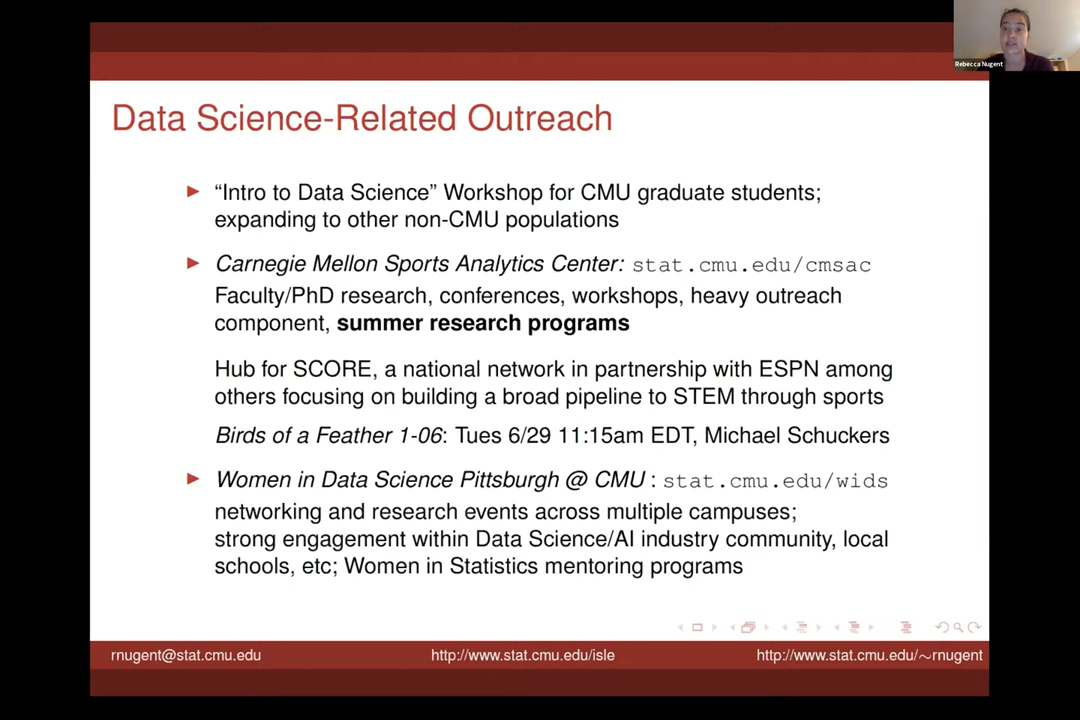 Rebecca Nugent
Data Science-Related Outreach
“Intro to Data Science” Workshop for CMU graduate students;
expanding to other non-CMU populations
Carnegie Mellon Sports Analytics Center: stat.cmu.edu/cmsac
Faculty/PhD research, conferences, workshops, heavy outreach
component, summer research programs
Hub for SCORE, a national network in partnership with ESPN among
others focusing on building a broad pipeline to STEM through sports
Birds of a Feather 1-06: Tues 6/29 11:15am EDT, Michael Schuckers
Women in Data Science Pittsburgh @ CMU : stat.cmu.edu/wids
networking and research events across multiple campuses;
strong engagement within Data Science/AI industry community, local
schools, etc; Women in Statistics mentoring programs
rnugent@stat.cmu.edu http://www.stat.cmu.edu/isle http://www.stat.cmu.edu/~rnugent